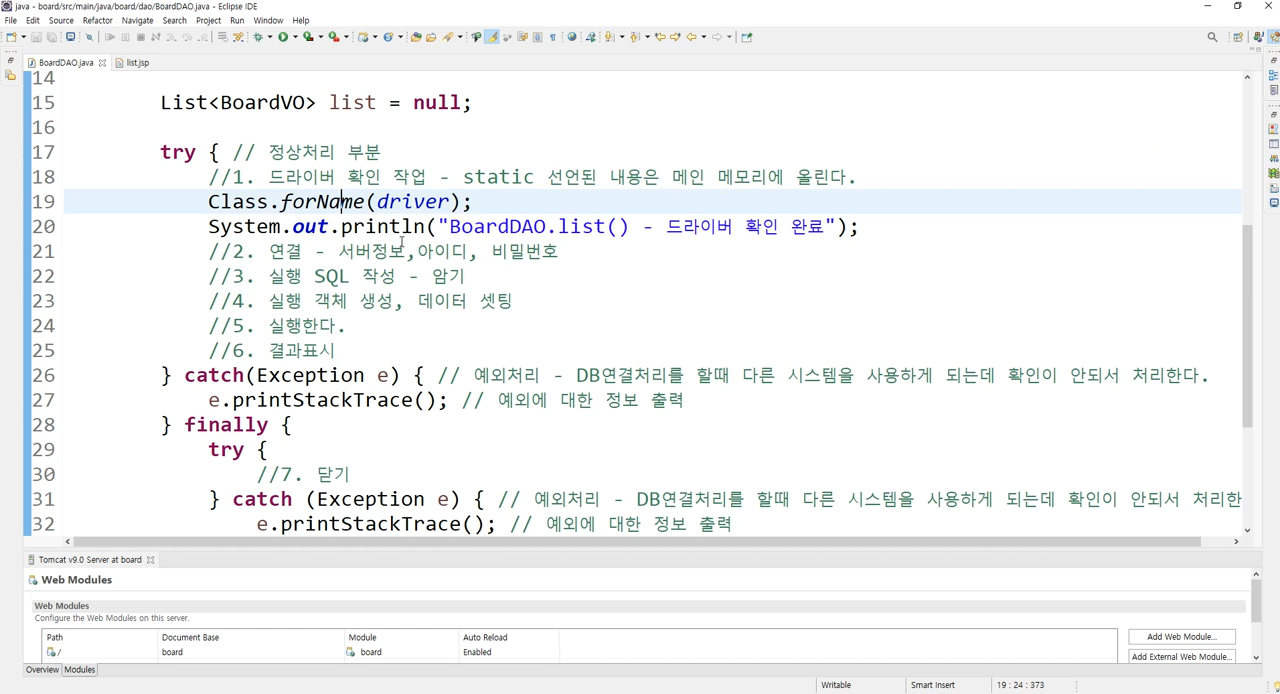 java - board/src/main/java/board/dao/BoardDAO.java - Eclipse IDE
File Edit Source Refactor Navigate Search Project Run Window Help
BoardDAO.java list.jsp
14
15 List<BoardVO> list = null;
16
17 try { // 정상처리 부분
18 //1. 드라이버 확인 작업 - static 선언된 내용은 메인 메모리에 올린다.
19 Class.forName(driver);
20 System.out.println("BoardDAO.list() - 드라이버 확인 완료");
21 //2. 연결 - 서버정보,아이디, 비밀번호
22 //3. 실행 SQL 작성 - 암기
23 //4. 실행 객체 생성, 데이터 셋팅
24 //5. 실행한다.
25 //6. 결과표시
26 } catch(Exception e) { // 예외처리 - DB연결처리를 할때 다른 시스템을 사용하게 되는데 확인이 안되서 처리한다.
27 e.printStackTrace(); // 예외에 대한 정보 출력
28 } finally {
29 try {
30 //7. 닫기
31 } catch (Exception e) { // 예외처리 - DB연결처리를 할때 다른 시스템을 사용하게 되는데 확인이 안되서 처리한
32 e.printStackTrace(); // 예외에 대한 정보 출력
Tomcat v9.0 Server at board
Web Modules
Web Modules
Configure the Web Modules on this server.
Path Document Base Module Auto Reload
/ board board Enabled
Add Web Module...
Add External Web Module...
Overview Modules
Writable Smart Insert 19 : 24 : 373